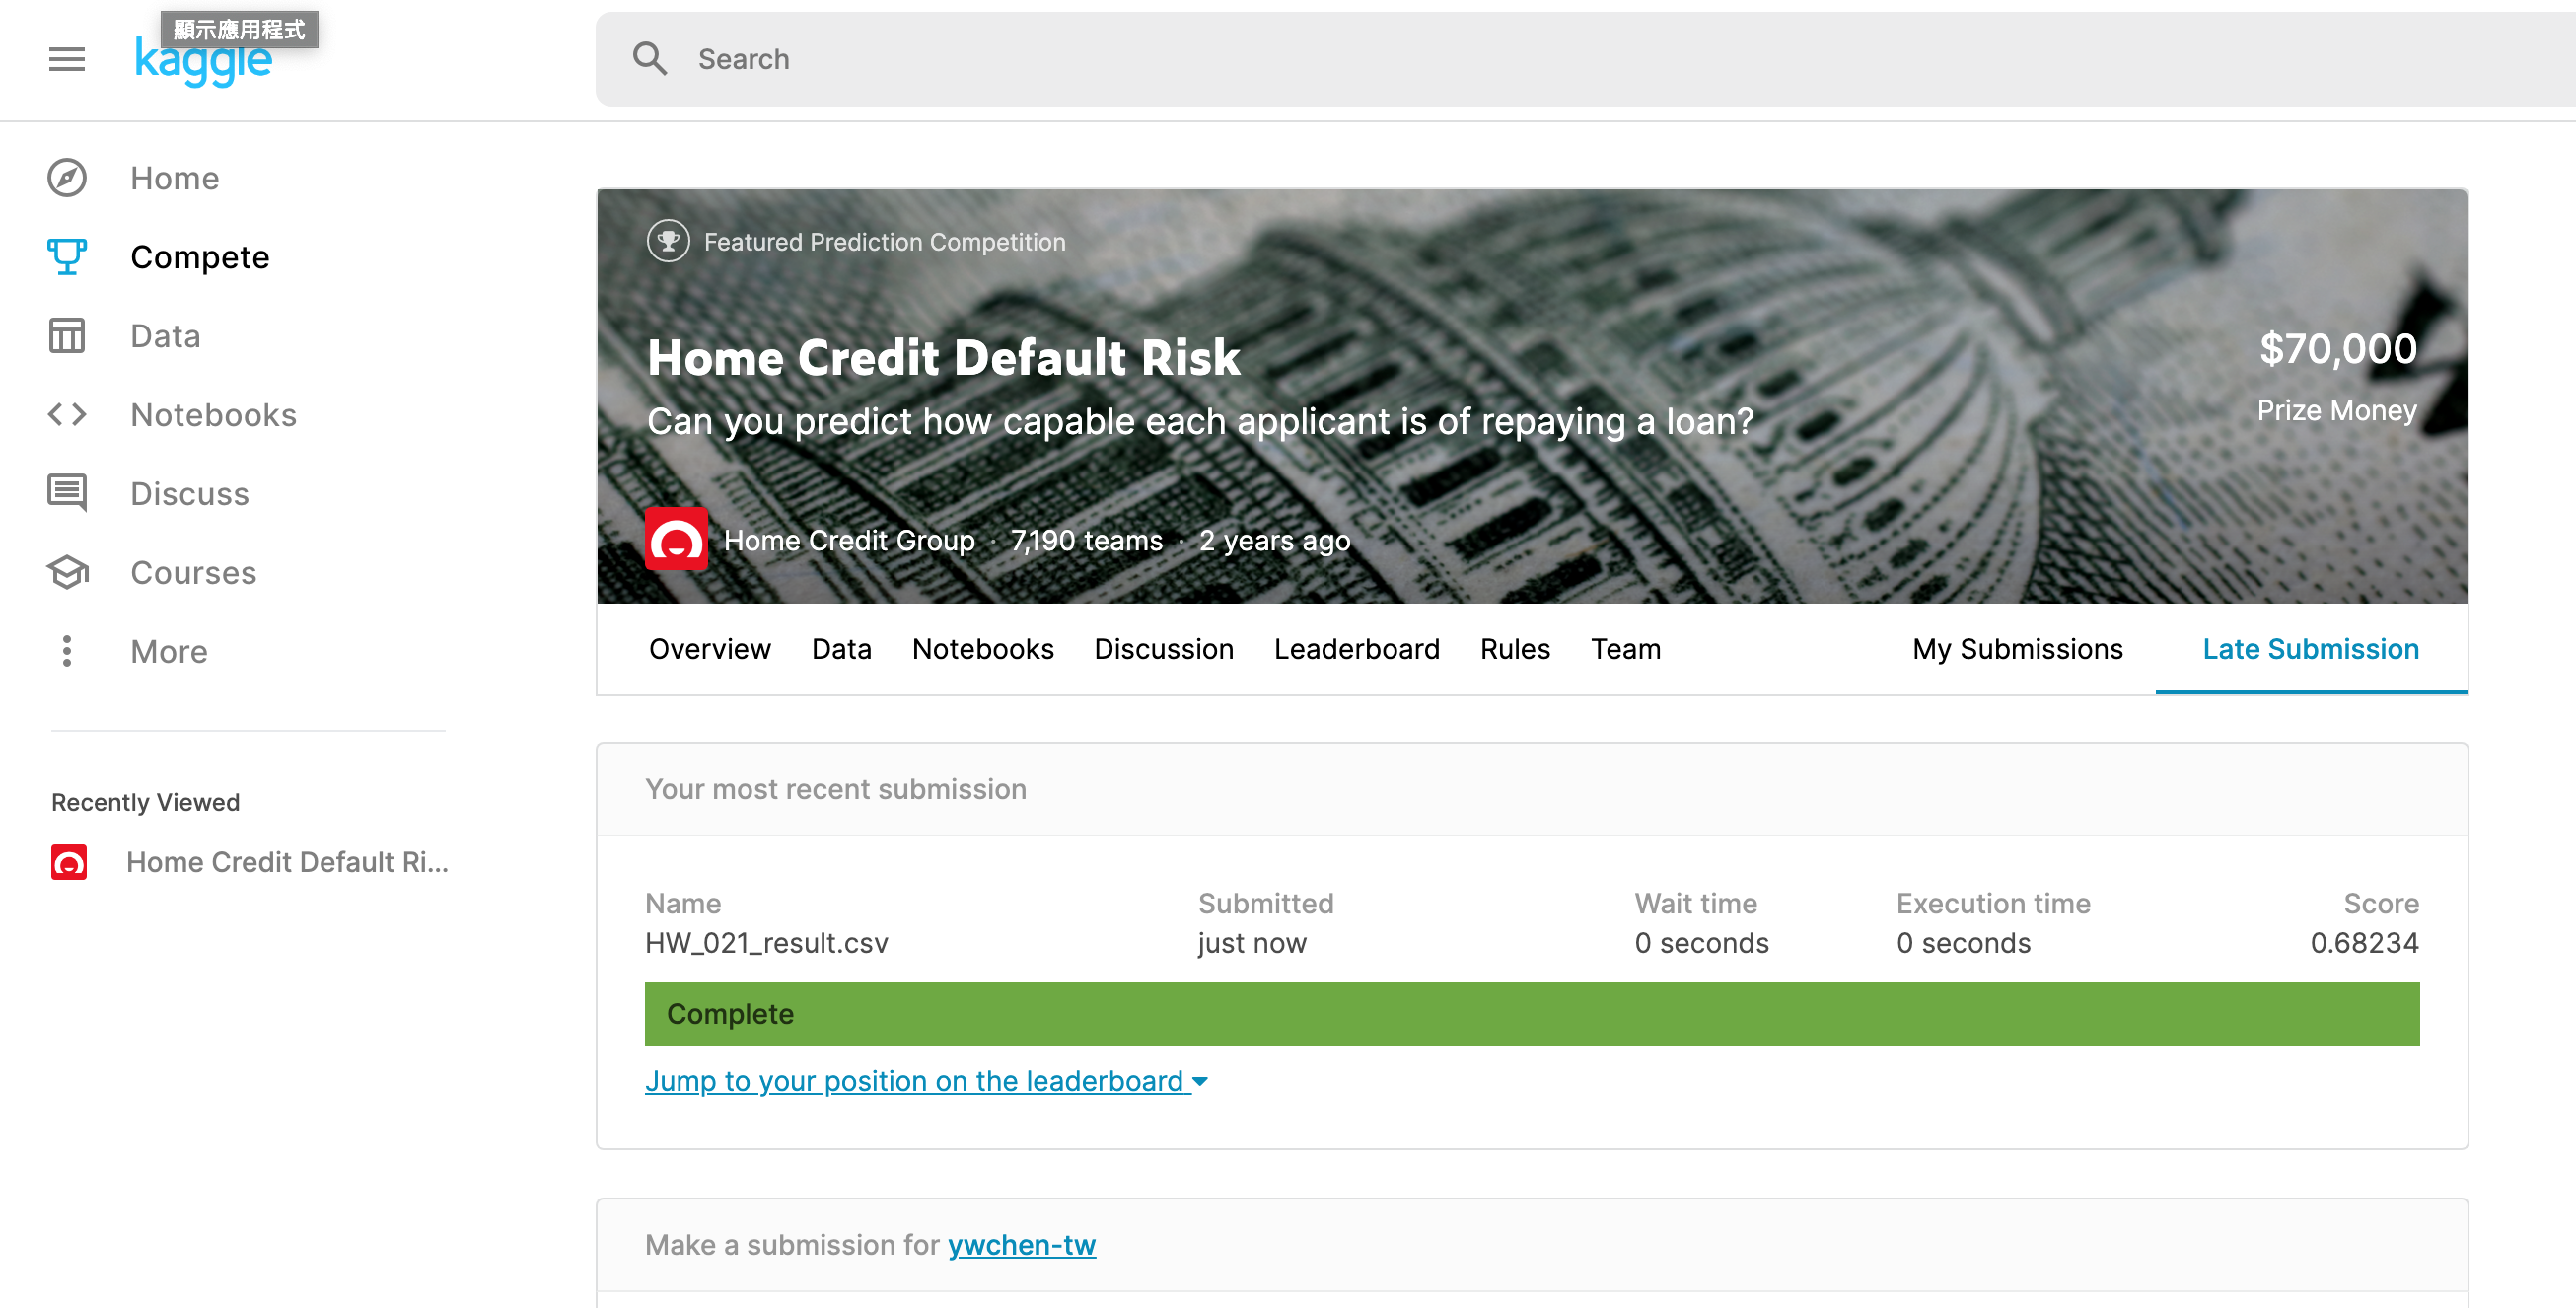 顯示應用程式
kaggle
Search
Home
Compete
Data
Notebooks
Discuss
Courses
More
Recently Viewed
Home Credit Default Ri...
Featured Prediction Competition
Home Credit Default Risk
Can you predict how capable each applicant is of repaying a loan?
$70,000
Prize Money
Home Credit Group · 7,190 teams · 2 years ago
Overview Data Notebooks Discussion Leaderboard Rules Team My Submissions Late Submission
Your most recent submission
Name Submitted Wait time Execution time Score
HW_021_result.csv just now 0 seconds 0 seconds 0.68234
Complete
Jump to your position on the leaderboard
Make a submission for ywchen-tw